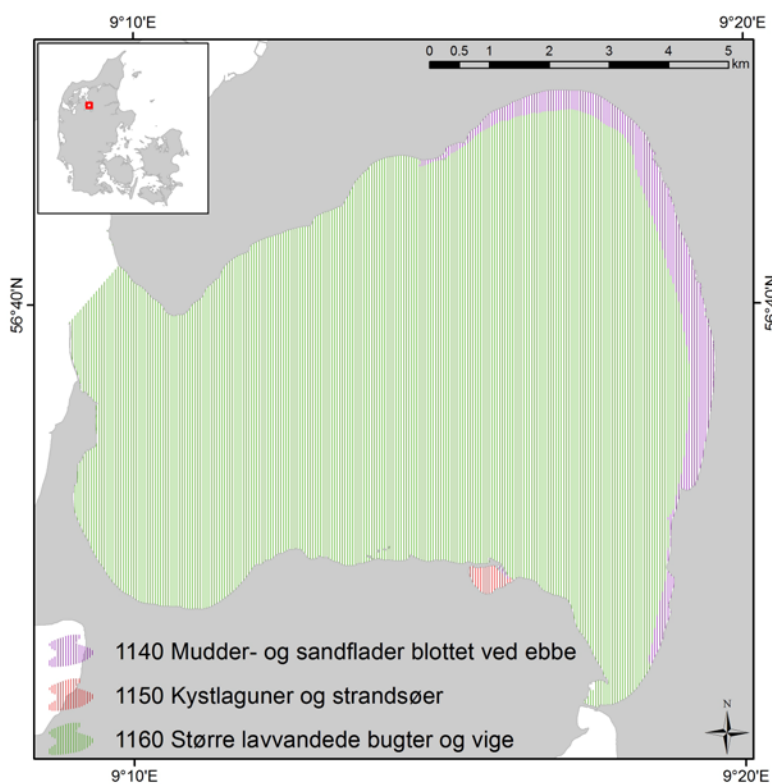 9°10'E 9°20'E
0 0.5 1 2 3 4 5
km
56°40'N 56°40'N
1140 Mudder- og sandflader blottet ved ebbe
1150 Kystlaguner og strandsøer
1160 Større lavvandede bugter og vige
N
9°10'E 9°20'E